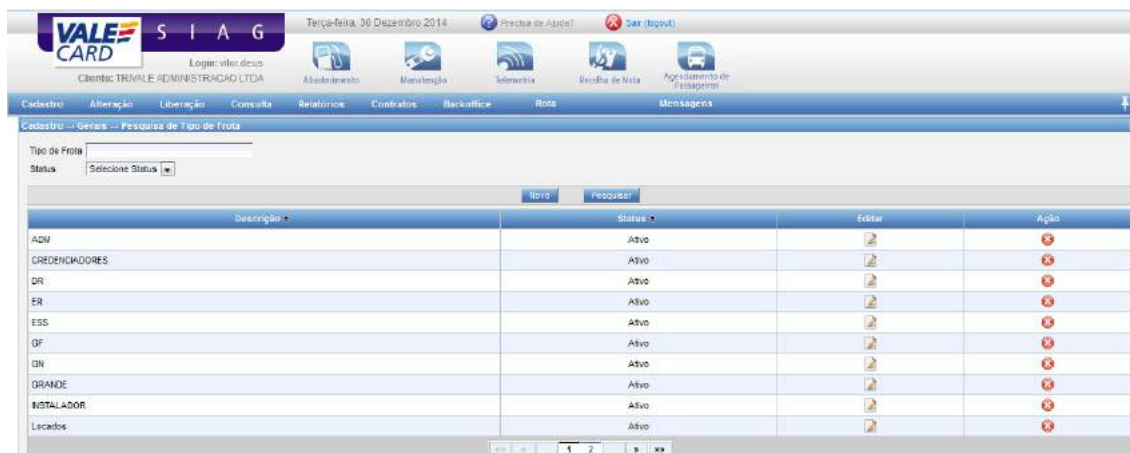 VALE CARD
S I A G
Terça-feira, 30 Dezembro 2014
Precisa de Ajuda?
Sair (logout)
Login: vitor.deus
Cliente: TRIVALE ADMINISTRACAO LTDA
Abastecimento
Manutenção
Telemetria
Recolha de Nota
Agendamento de Passageiros
Cadastro Alteração Liberação Consulta Relatorios Contratos Backoffice Rota Mensagens
Cadastro -- Gerais -- Pesquisa de Tipo de Frota
Tipo de Frota
Status Selecione Status
Novo Pesquisar
Descrição Status Editar Ação
ADM Ativo
CREDENCIADORES Ativo
DR Ativo
ER Ativo
ESS Ativo
GF Ativo
GN Ativo
GRANDE Ativo
INSTALADOR Ativo
Locados Ativo
«« « 1 2 » »»